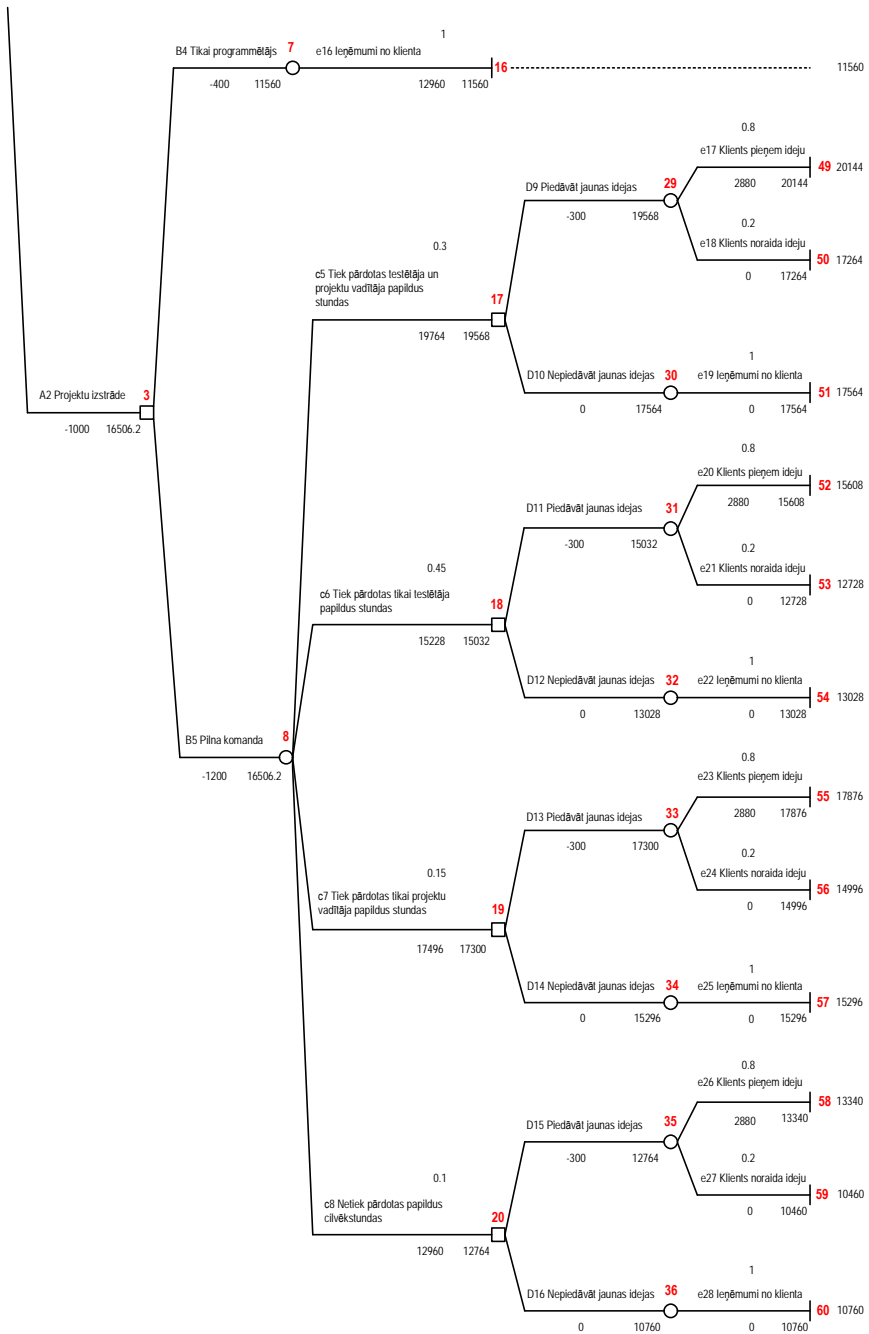 1
B4 Tikai programmētājs 7 e16 Ieņēmumi no klienta
16 11560
-400 11560 12960 11560
0.8
e17 Klients pieņem ideju
49 20144
D9 Piedāvāt jaunas idejas 29
2880 20144
-300 19568
0.2
e18 Klients noraida ideju
50 17264
0 17264
0.3
c5 Tiek pārdotas testētāja un
projektu vadītāja papildus
stundas
17
19764 19568
1
D10 Nepiedāvāt jaunas idejas 30 e19 Ieņēmumi no klienta
51 17564
0 17564 0 17564
A2 Projektu izstrāde 3
-1000 16506.2
0.8
e20 Klients pieņem ideju
52 15608
2880 15608
D11 Piedāvāt jaunas idejas 31
-300 15032
0.2
e21 Klients noraida ideju
53 12728
0 12728
0.45
c6 Tiek pārdotas tikai testētāja
papildus stundas
18
15228 15032
1
D12 Nepiedāvāt jaunas idejas 32 e22 Ieņēmumi no klienta
54 13028
0 13028 0 13028
B5 Pilna komanda 8
-1200 16506.2
0.8
e23 Klients pieņem ideju
55 17876
2880 17876
D13 Piedāvāt jaunas idejas 33
-300 17300
0.2
e24 Klients noraida ideju
56 14996
0 14996
0.15
c7 Tiek pārdotas tikai projektu
vadītāja papildus stundas
19
17496 17300
1
D14 Nepiedāvāt jaunas idejas 34 e25 Ieņēmumi no klienta
57 15296
0 15296 0 15296
0.8
e26 Klients pieņem ideju
58 13340
2880 13340
D15 Piedāvāt jaunas idejas 35
-300 12764
0.2
e27 Klients noraida ideju
59 10460
0 10460
0.1
c8 Netiek pārdotas papildus
cilvēkstundas
20
12960 12764
1
D16 Nepiedāvāt jaunas idejas 36 e28 Ieņēmumi no klienta
60 10760
0 10760 0 10760